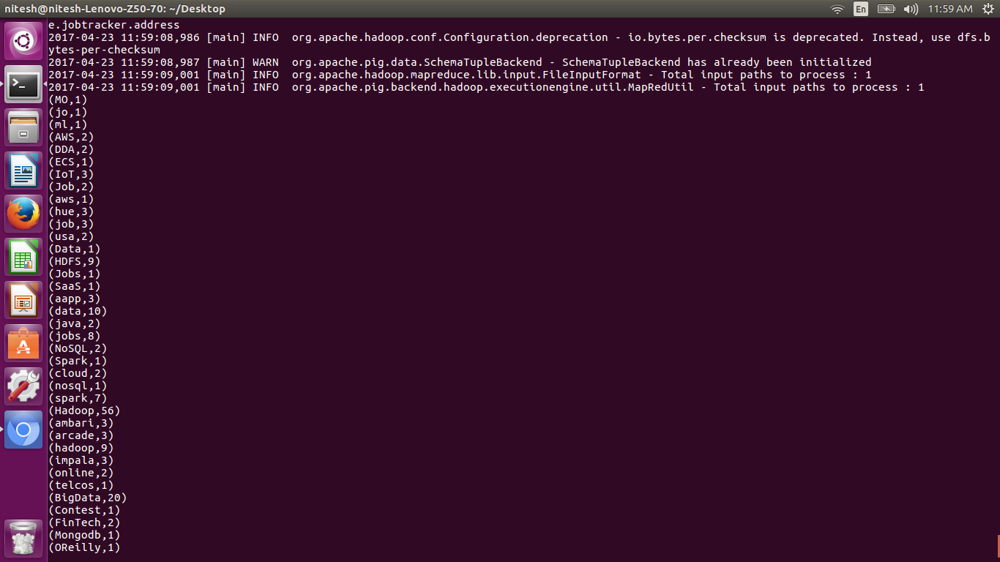 nitesh@nitesh-Lenovo-Z50-70: ~/Desktop
En
11:59 AM
e.jobtracker.address
2017-04-23 11:59:08,986 [main] INFO  org.apache.hadoop.conf.Configuration.deprecation - io.bytes.per.checksum is deprecated. Instead, use dfs.b
ytes-per-checksum
2017-04-23 11:59:08,987 [main] WARN  org.apache.pig.data.SchemaTupleBackend - SchemaTupleBackend has already been initialized
2017-04-23 11:59:09,001 [main] INFO  org.apache.hadoop.mapreduce.lib.input.FileInputFormat - Total input paths to process : 1
2017-04-23 11:59:09,001 [main] INFO  org.apache.pig.backend.hadoop.executionengine.util.MapRedUtil - Total input paths to process : 1
(MO,1)
(jo,1)
(ml,1)
(AWS,2)
(DDA,2)
(ECS,1)
(IoT,3)
(Job,2)
(aws,1)
(hue,3)
(job,3)
(usa,2)
(Data,1)
(HDFS,9)
(Jobs,1)
(SaaS,1)
(aapp,3)
(data,10)
(java,2)
(jobs,8)
(NoSQL,2)
(Spark,1)
(cloud,2)
(nosql,1)
(spark,7)
(Hadoop,56)
(ambari,3)
(arcade,3)
(hadoop,9)
(impala,3)
(online,2)
(telcos,1)
(BigData,20)
(Contest,1)
(FinTech,2)
(Mongodb,1)
(OReilly,1)